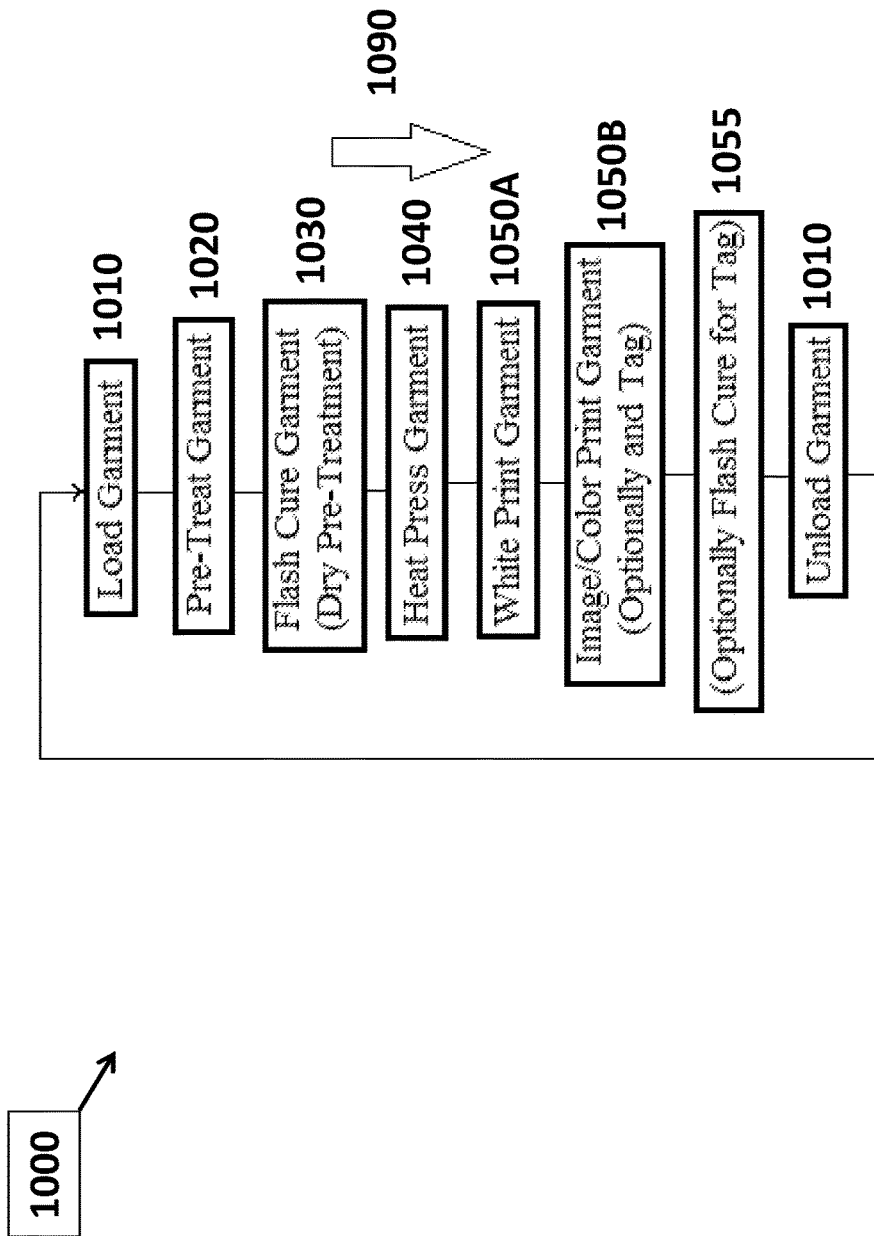 1000
Load Garment
1010
Pre-Treat Garment
1020
Flash Cure Garment
(Dry Pre-Treatment)
1030
Heat Press Garment
1040
1090
White Print Garment
1050A
Image/Color Print Garment
(Optionally and Tag)
1050B
(Optionally Flash Cure for Tag)
1055
Unload Garment
1010